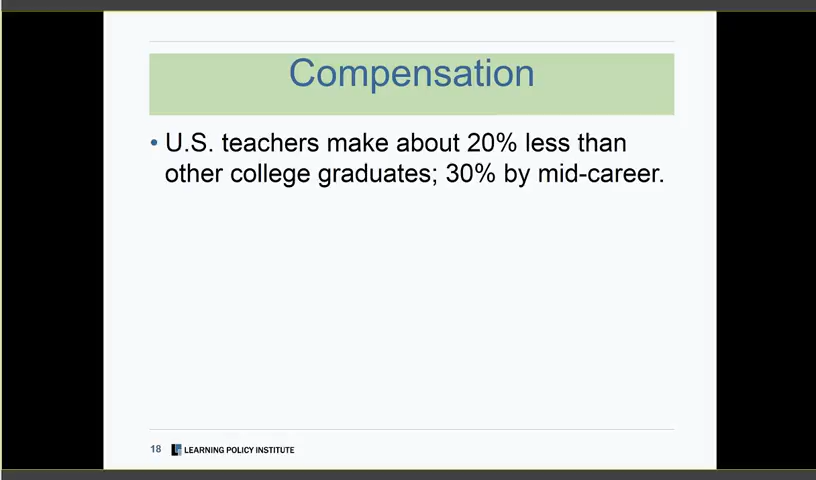 Compensation
• U.S. teachers make about 20% less than
other college graduates; 30% by mid-career.
18 LEARNING POLICY INSTITUTE